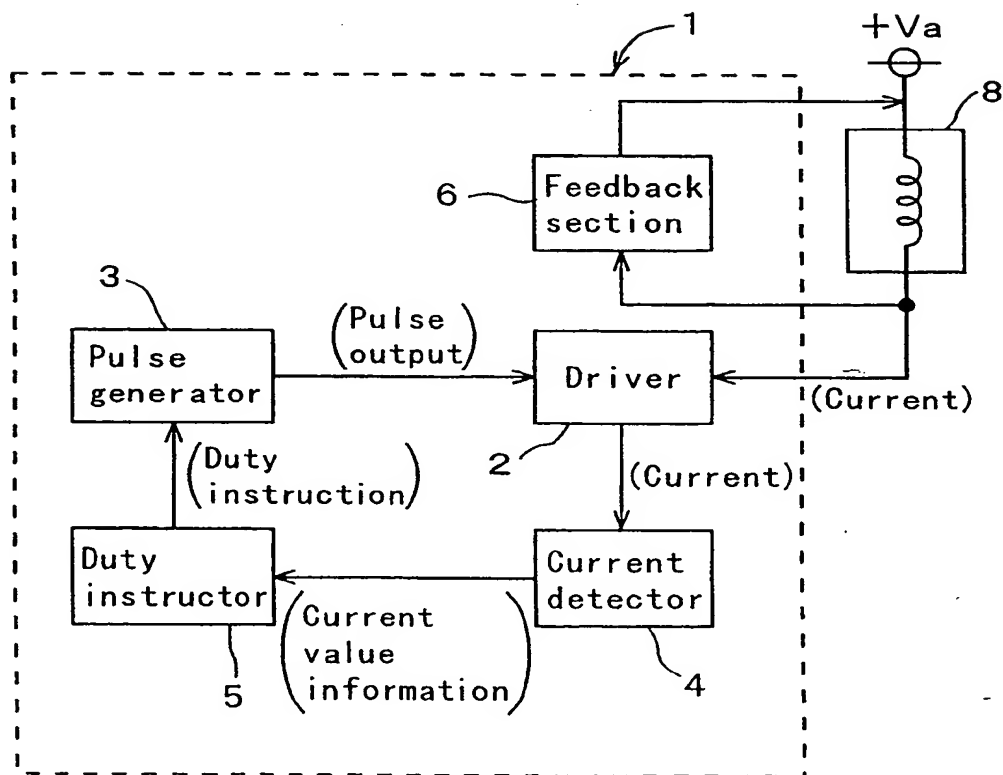 1
+Va
8
6
Feedback
section
3
(Pulse
output)
Pulse
generator
Driver
(Current)
2
(Duty
instruction)
(Current)
Duty
instructor
Current
detector
(Current
value
information)
5
4